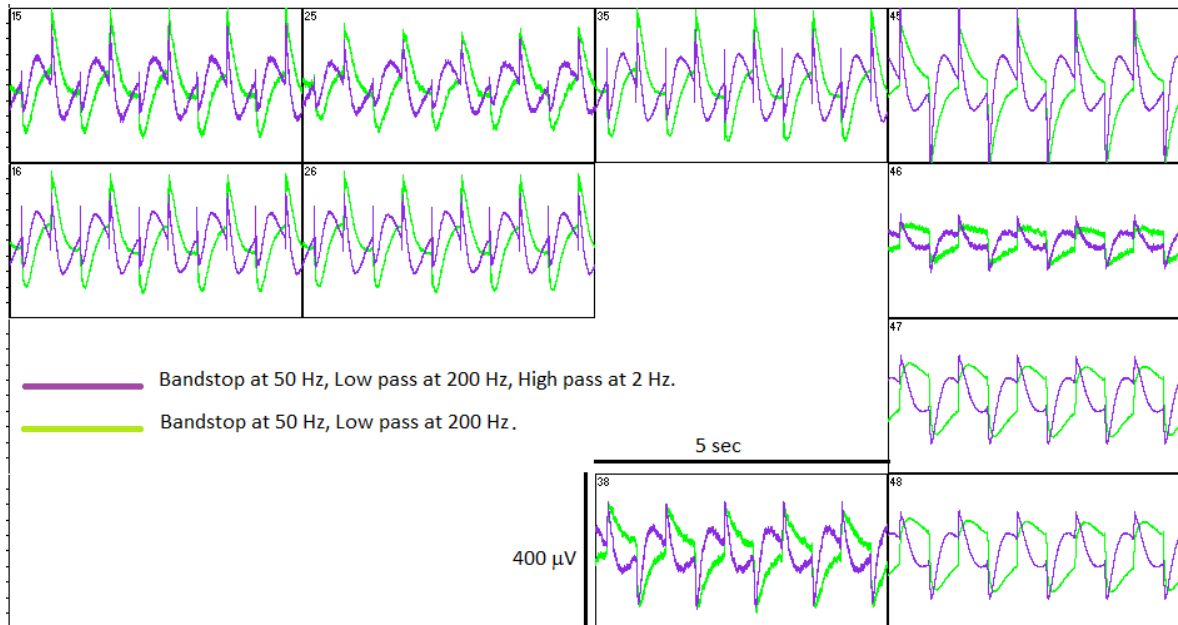 15 25 35 45
16 26 46
47
Bandstop at 50 Hz, Low pass at 200 Hz, High pass at 2 Hz.
Bandstop at 50 Hz, Low pass at 200 Hz.
5 sec
38 48
400 µV